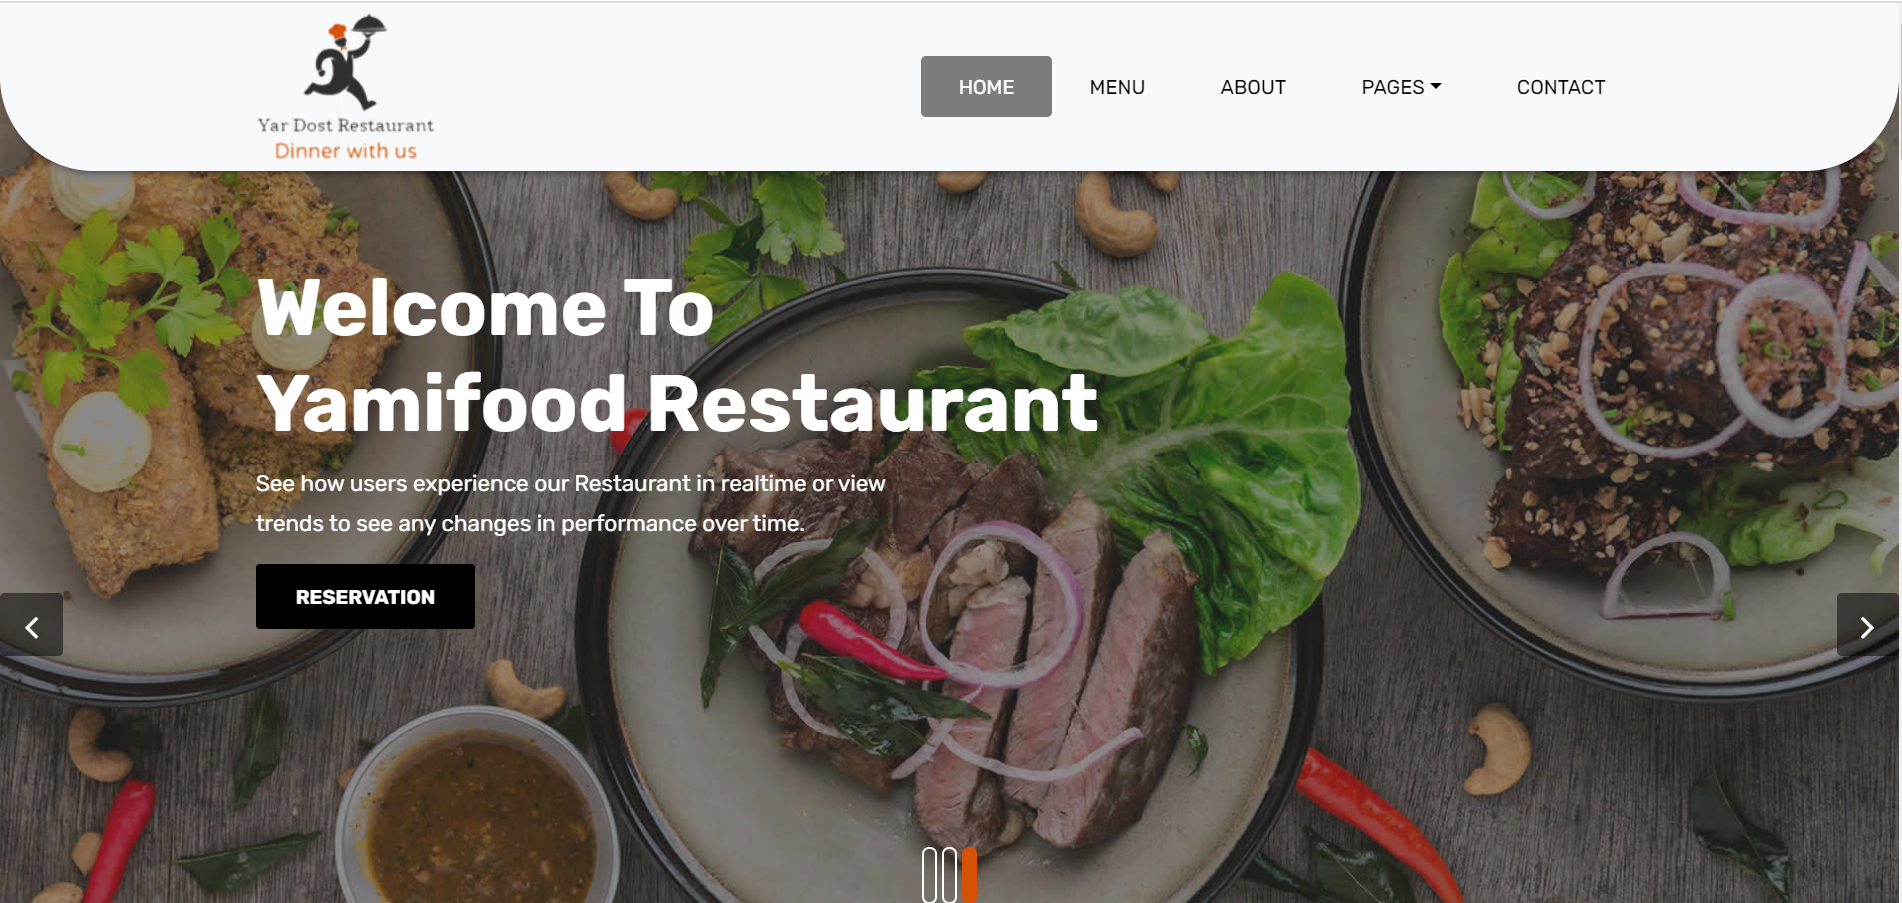 Yar Dost Restaurant
Dinner with us
HOME
MENU
ABOUT
PAGES
CONTACT
Welcome To
Yamifood Restaurant
See how users experience our Restaurant in realtime or view
trends to see any changes in performance over time.
RESERVATION